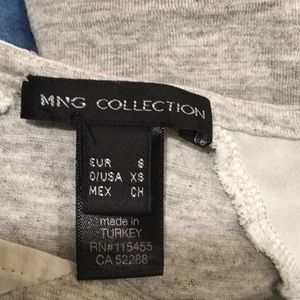 MNG COLLECTION
EUR S
D/USA XS
MEX CH
made in
TURKEY
RN#115455
CA 52288